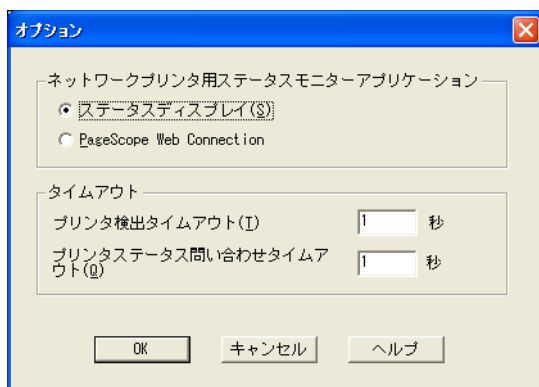 オプション
ネットワークプリンタ用ステータスモニターアプリケーション
ステータスディスプレイ(S)
PageScope Web Connection
タイムアウト
プリンタ検出タイムアウト(T) 1 秒
プリンタステータス問い合わせタイムア
ウト(Q) 1 秒
OK キャンセル ヘルプ